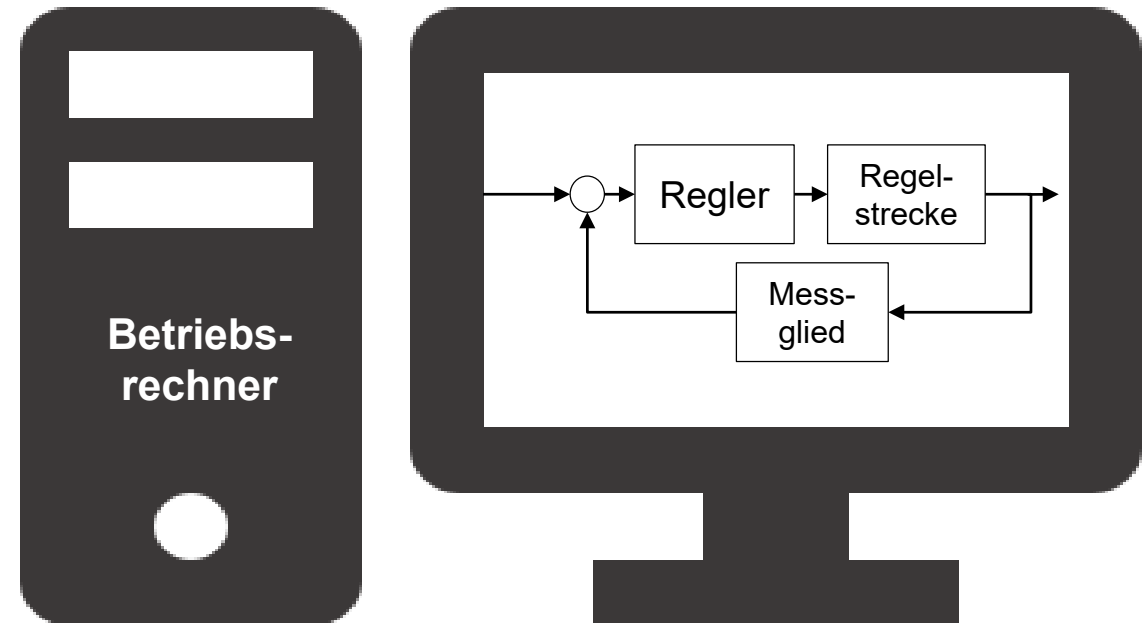 Betriebs-
rechner
Regler
Regel-
strecke
Mess-
glied